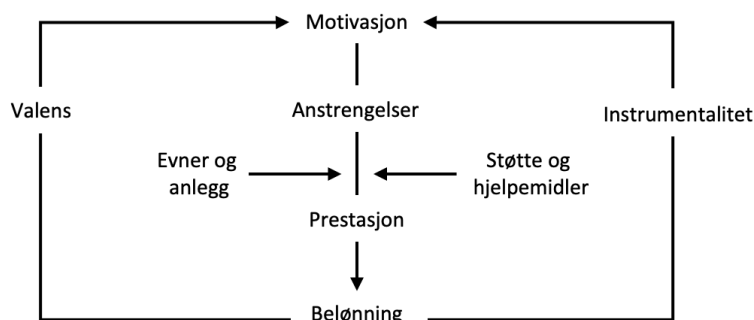 Motivasjon
Valens
Anstrengelser
Instrumentalitet
Evner og
anlegg
Støtte og
hjelpemidler
Prestasjon
Belønning